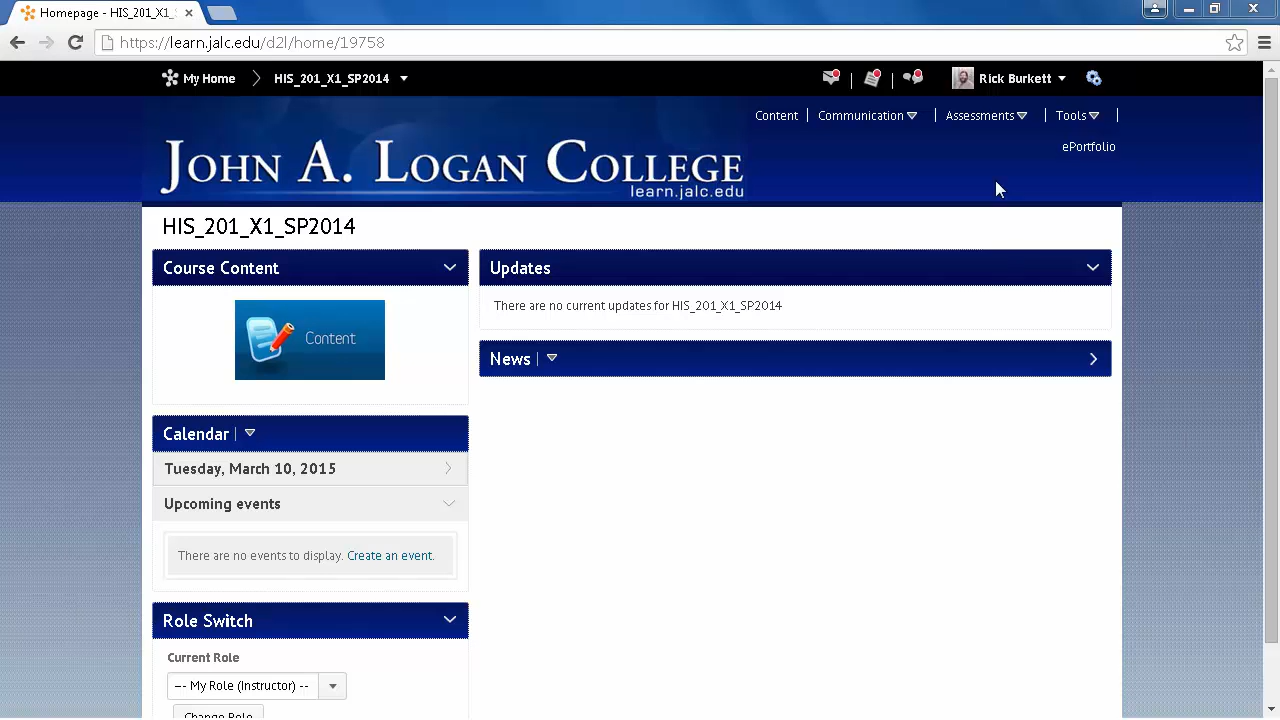 Homepage - HIS_201_X1_S
https://learn.jalc.edu/d2l/home/19758
My Home HIS_201_X1_SP2014 Rick Burkett
Content Communication Assessments Tools
ePortfolio
JOHN A. LOGAN COLLEGE
learn.jalc.edu
HIS_201_X1_SP2014
Course Content
Content
Updates
There are no current updates for HIS_201_X1_SP2014
News
Calendar
Tuesday, March 10, 2015
Upcoming events
There are no events to display. Create an event.
Role Switch
Current Role
–- My Role (Instructor) --
Change Role